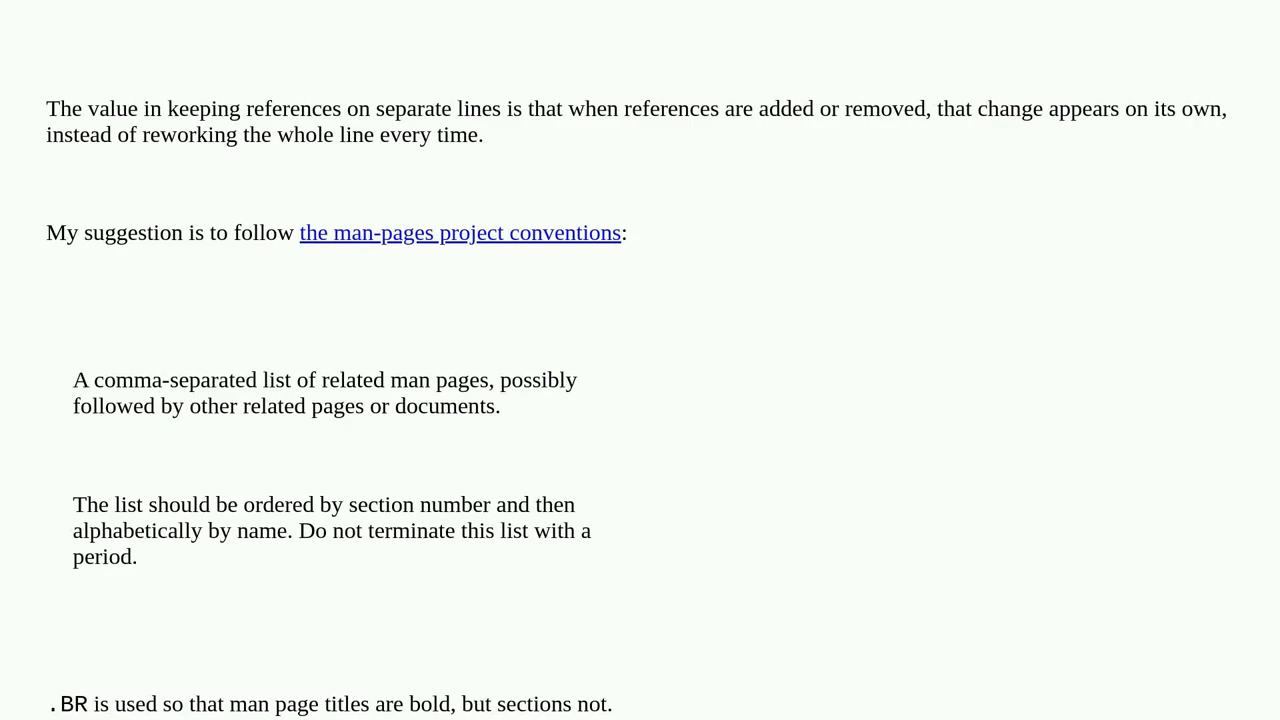 The value in keeping references on separate lines is that when references are added or removed, that change appears on its own,
instead of reworking the whole line every time.
My suggestion is to follow the man-pages project conventions:
A comma-separated list of related man pages, possibly
followed by other related pages or documents.
The list should be ordered by section number and then
alphabetically by name. Do not terminate this list with a
period.
.BR is used so that man page titles are bold, but sections not.